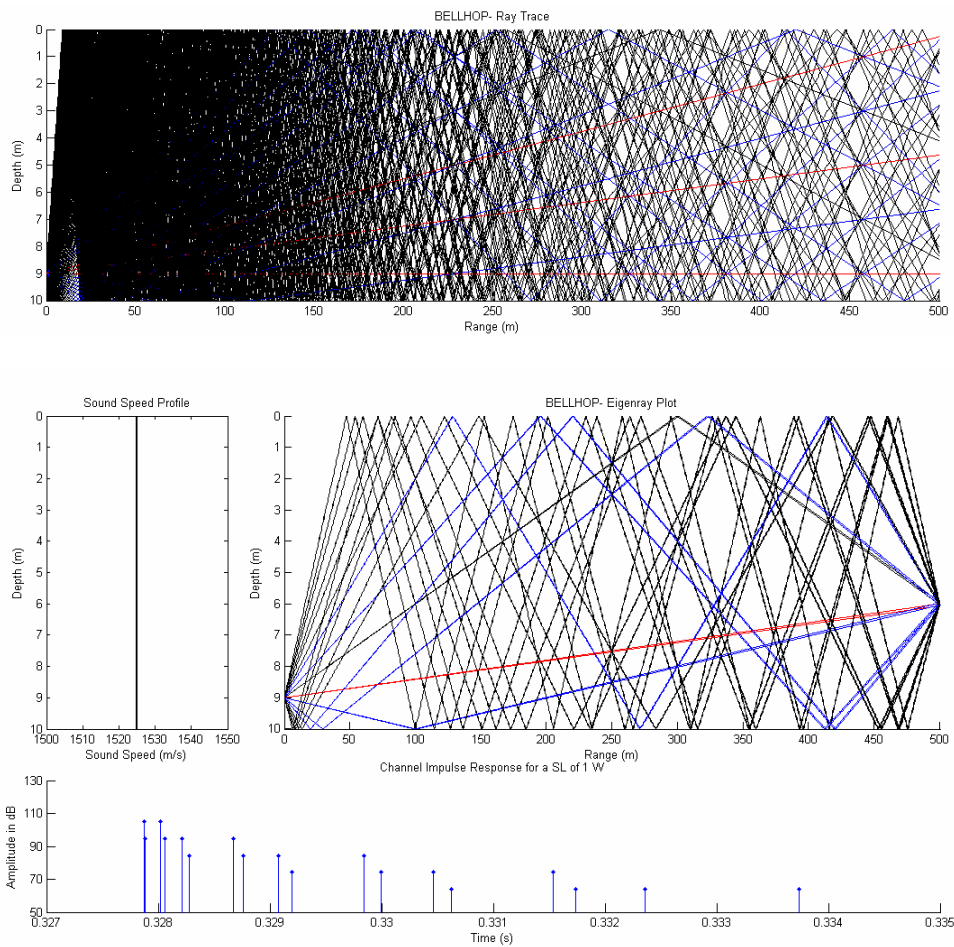 BELLHOP- Ray Trace
0
1
2
3
4
5
6
7
8
9
10
Depth (m)
0 50 100 150 200 250 300 350 400 450 500
Range (m)
Sound Speed Profile
0
1
2
3
4
5
6
7
8
9
10
Depth (m)
1500 1510 1520 1530 1540 1550
Sound Speed (m/s)
BELLHOP- Eigenray Plot
0
1
2
3
4
5
6
7
8
9
10
Depth (m)
0 50 100 150 200 250 300 350 400 450 500
Range (m)
Channel Impulse Response for a SL of 1 W
130
110
90
70
50
Amplitude in dB
0.327 0.328 0.329 0.33 0.331 0.332 0.333 0.334 0.335
Time (s)